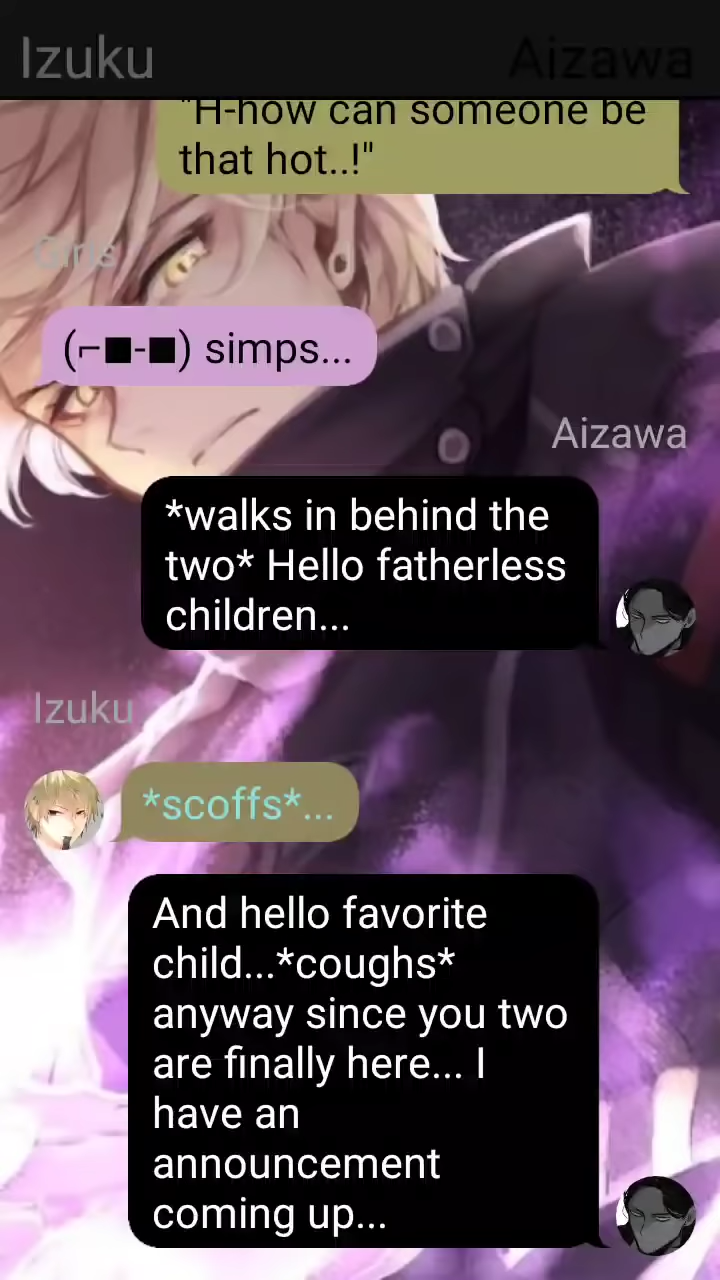 Izuku
Aizawa
"H-how can someone be
that hot..!"
Girls
(⌐■-■) simps...
Aizawa
*walks in behind the
two* Hello fatherless
children...
Izuku
*scoffs*...
And hello favorite
child...*coughs*
anyway since you two
are finally here... I
have an
announcement
coming up...